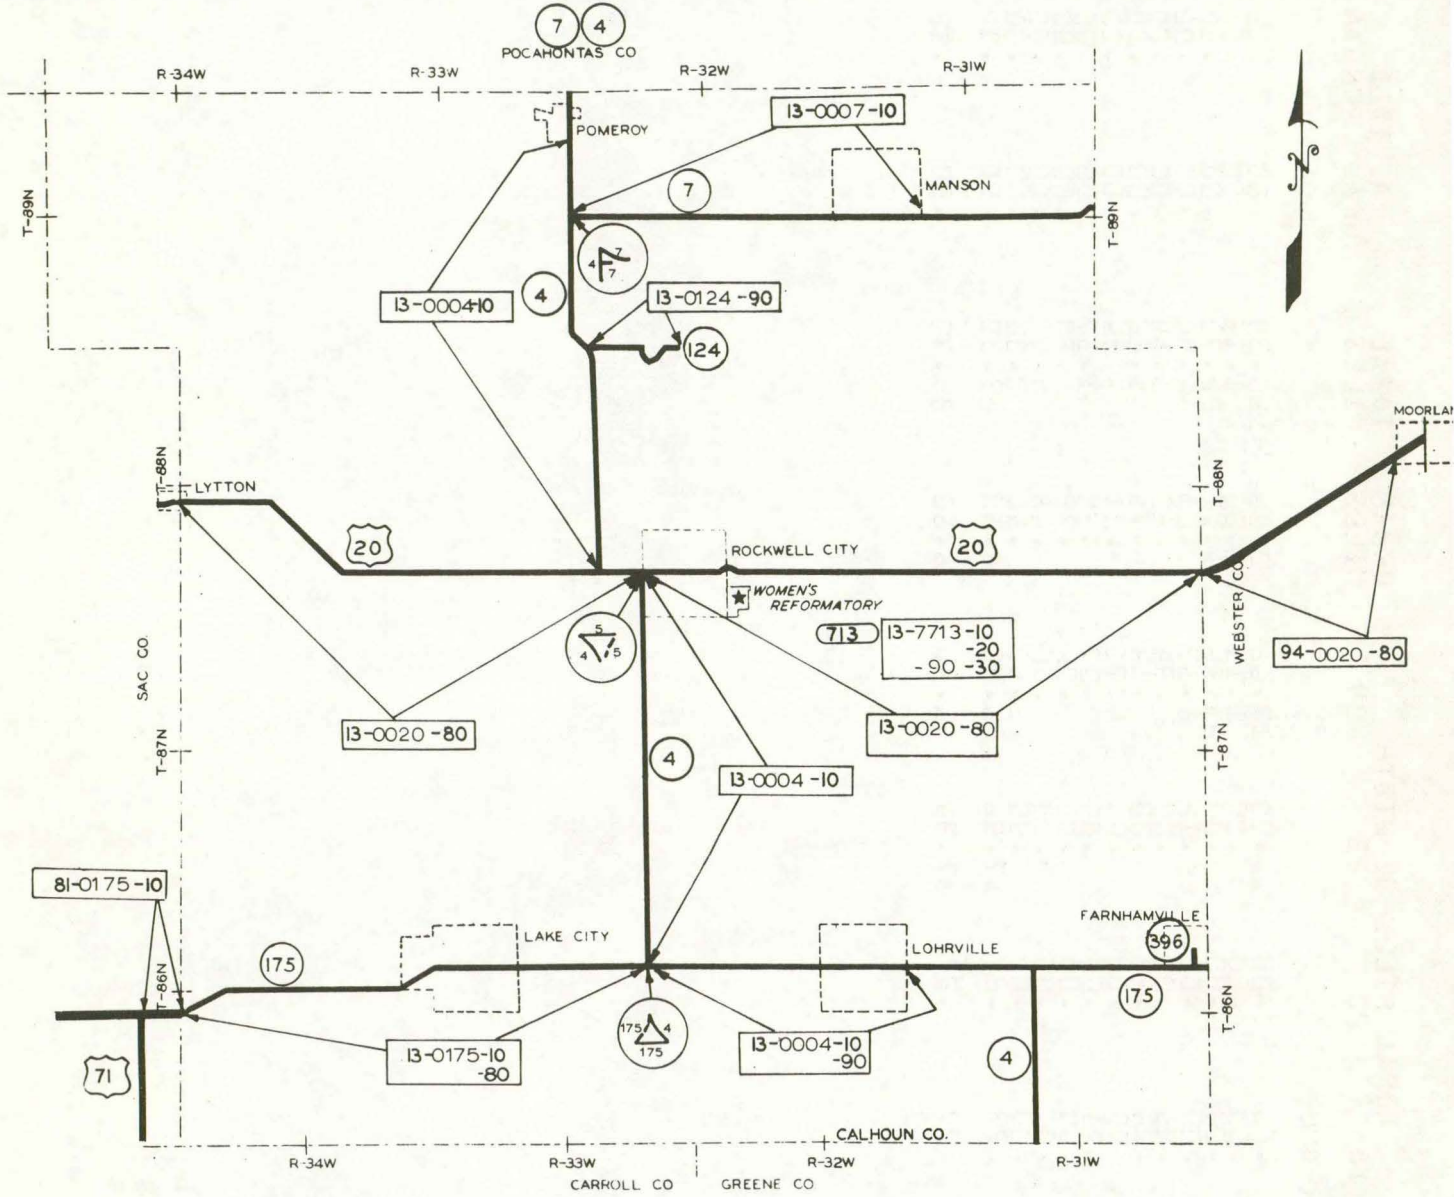 7 4
POCAHONTAS CO
R-34W R-33W R-32W R-31W
13-0007-10
POMEROY
MANSON
7
T-89N
T-89N
N
4 7
7
13-000410
4
13-0124-90
124
MOORLAN
T-88N
LYTTON
T-88N
20
ROCKWELL CITY
20
WOMEN'S
REFORMATORY
5
4 5
713
13-7713-10
-20
-90 -30
WEBSTER CO
94-0020-80
SAC CO.
13-0020-80
13-0020-80
T-87N
T-87N
4
13-0004-10
81-0175-10
FARNHAMVILLE
396
LAKE CITY
LOHRVILLE
175
T-86N
175
T-86N
175 4
175
13-0175-10
-80
13-0004-10
-90
4
71
CALHOUN CO.
R-34W R-33W R-32W R-31W
CARROLL CO GREENE CO